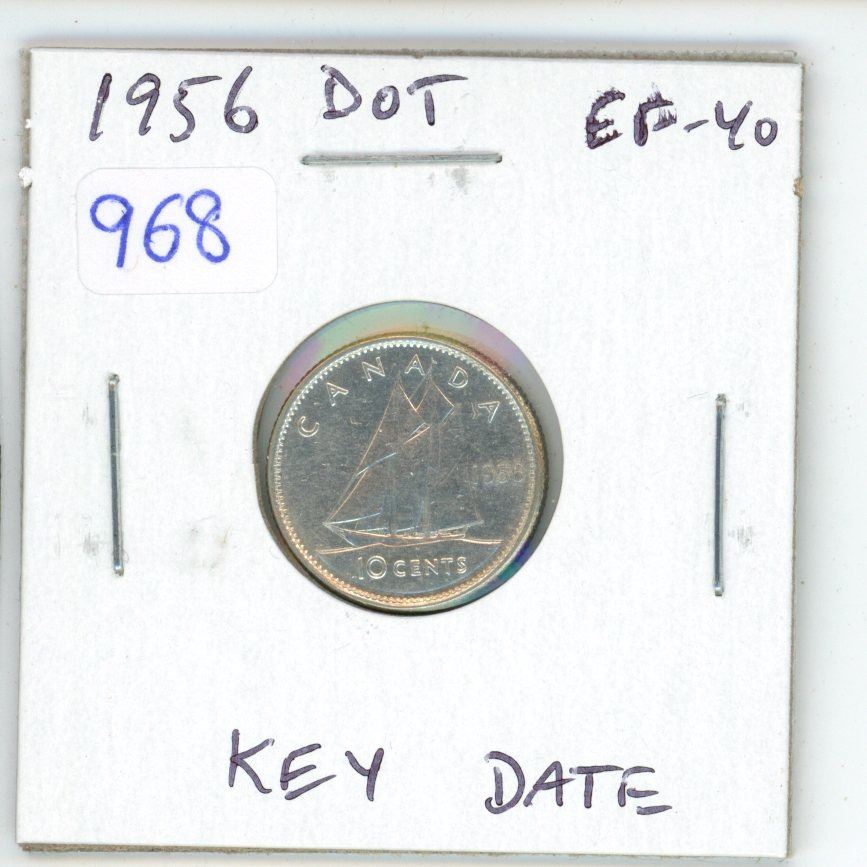 1956 DOT EF-40
968
CANADA
1956
10 CENTS
KEY DATE